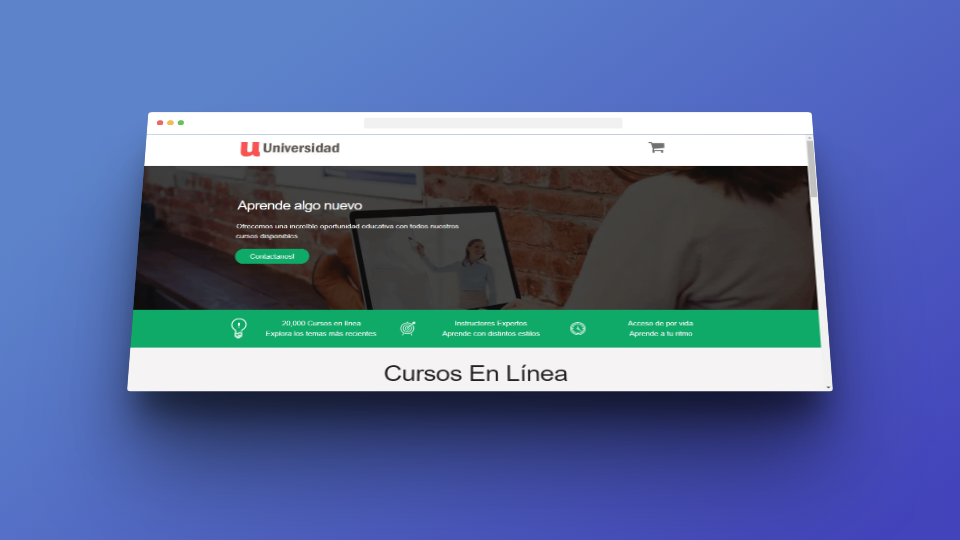 u Universidad
Aprende algo nuevo
Ofrecemos una increíble oportunidad educativa con todos nuestros
cursos disponibles
Contactanos!
20,000 Cursos en línea
Explora los temas más recientes
Instructores Expertos
Aprende con distintos estilos
Acceso de por vida
Aprende a tu ritmo
Cursos En Línea